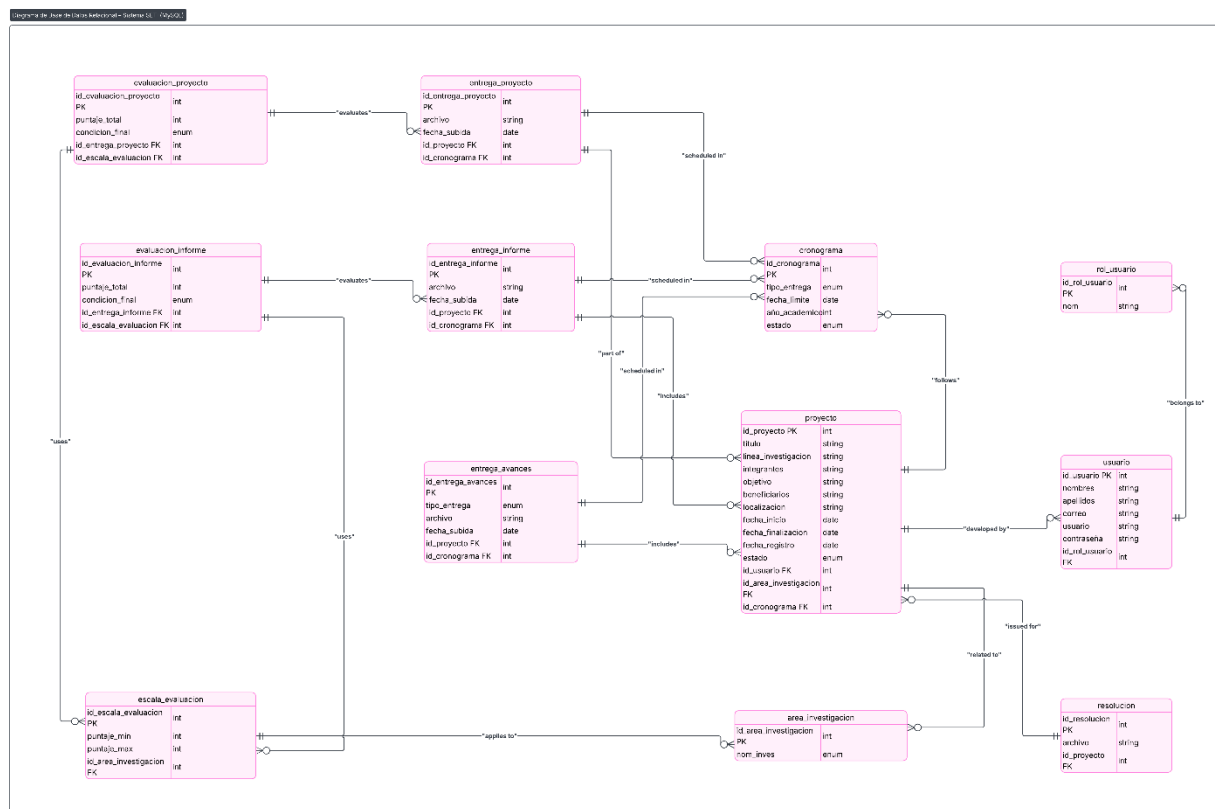 Diagrama de Base de Datos Relacional - Sistema SE (MySQL)
evaluacion_proyecto
id_evaluacion_proyecto PK int
puntaje_total int
condicion_final enum
id_entrega_proyecto FK int
id_escala_evaluacion FK int
"evaluates"
entrega_proyecto
id_entrega_proyecto PK int
archivo string
fecha_subida date
id_proyecto FK int
id_cronograma FK int
"scheduled in"
evaluacion_informe
id_evaluacion_informe PK int
puntaje_total int
condicion_final enum
id_entrega_informe FK int
id_escala_evaluacion FK int
"evaluates"
entrega_informe
id_entrega_informe PK int
archivo string
fecha_subida date
id_proyecto FK int
id_cronograma FK int
"scheduled in"
cronograma
id_cronograma PK int
tipo_entrega enum
fecha_limite date
año_academico int
estado enum
rol_usuario
id_rol_usuario PK int
nom string
"part of"
"scheduled in"
"includes"
"follows"
"belongs to"
"uses"
entrega_avances
id_entrega_avances PK int
tipo_entrega enum
archivo string
fecha_subida date
id_proyecto FK int
id_cronograma FK int
"uses"
"includes"
proyecto
id_proyecto PK int
titulo string
linea_investigacion string
integrantes string
objetivo string
beneficiarios string
localizacion string
fecha_inicio date
fecha_finalizacion date
fecha_registro date
estado enum
id_usuario FK int
id_area_investigacion FK int
id_cronograma FK int
"developed by"
usuario
id_usuario PK int
nombres string
apellidos string
correo string
usuario string
contraseña string
id_rol_usuario FK int
"issued for"
"related to"
escala_evaluacion
id_escala_evaluacion PK int
puntaje_min int
puntaje_max int
id_area_investigacion FK int
"applies to"
area_investigacion
id_area_investigacion PK int
nom_inves enum
resolucion
id_resolucion PK int
archivo string
id_proyecto FK int